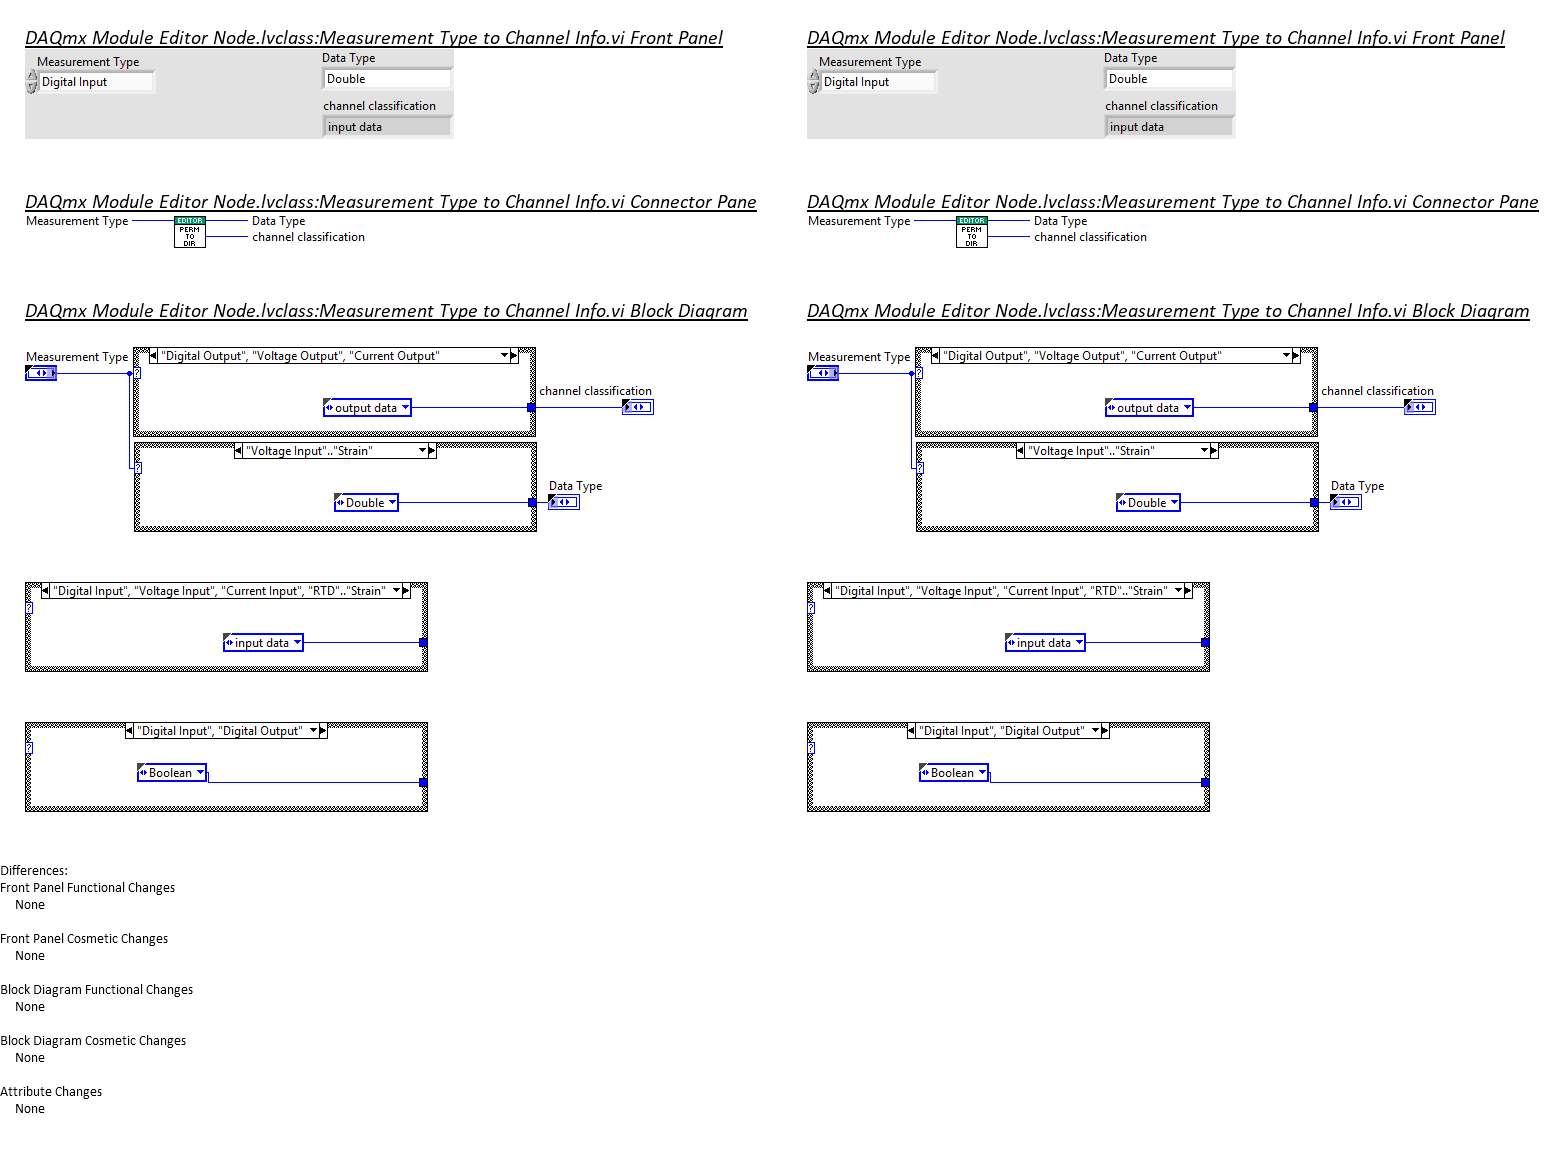 DAQmx Module Editor Node.lvclass:Measurement Type to Channel Info.vi Front Panel
Measurement Type
Digital Input
Data Type
Double
channel classification
input data
DAQmx Module Editor Node.lvclass:Measurement Type to Channel Info.vi Connector Pane
Measurement Type
EDITOR
PERM
TO
DIR
Data Type
channel classification
DAQmx Module Editor Node.lvclass:Measurement Type to Channel Info.vi Block Diagram
Measurement Type
"Digital Output", "Voltage Output", "Current Output"
?
output data
channel classification
"Voltage Input".."Strain"
?
Double
Data Type
"Digital Input", "Voltage Input", "Current Input", "RTD".."Strain"
?
input data
"Digital Input", "Digital Output"
?
Boolean
DAQmx Module Editor Node.lvclass:Measurement Type to Channel Info.vi Front Panel
Measurement Type
Digital Input
Data Type
Double
channel classification
input data
DAQmx Module Editor Node.lvclass:Measurement Type to Channel Info.vi Connector Pane
Measurement Type
EDITOR
PERM
TO
DIR
Data Type
channel classification
DAQmx Module Editor Node.lvclass:Measurement Type to Channel Info.vi Block Diagram
Measurement Type
"Digital Output", "Voltage Output", "Current Output"
?
output data
channel classification
"Voltage Input".."Strain"
?
Double
Data Type
"Digital Input", "Voltage Input", "Current Input", "RTD".."Strain"
?
input data
"Digital Input", "Digital Output"
?
Boolean
Differences:
Front Panel Functional Changes
None
Front Panel Cosmetic Changes
None
Block Diagram Functional Changes
None
Block Diagram Cosmetic Changes
None
Attribute Changes
None